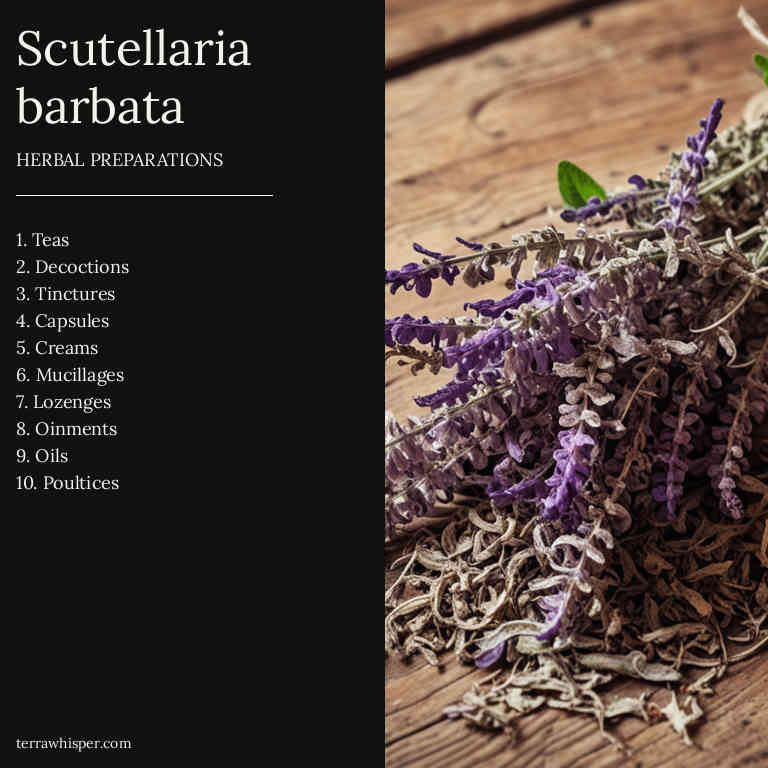 Scutellaria
barbata
HERBAL PREPARATIONS
1. Teas
2. Decoctions
3. Tinctures
4. Capsules
5. Creams
6. Mucillages
7. Lozenges
8. Oinments
9. Oils
10. Poultices
terrawhisper.com